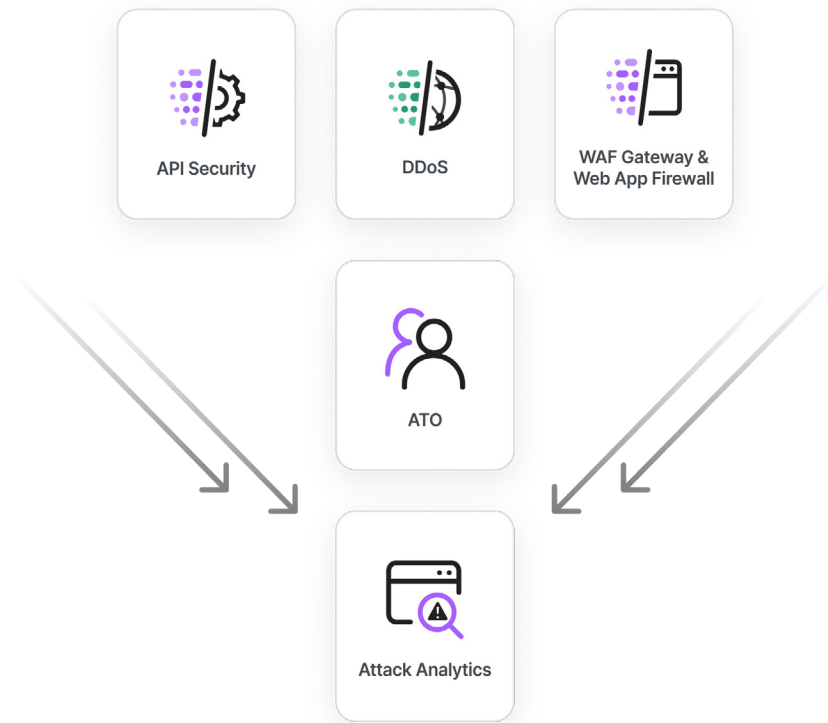 API Security
DDoS
WAF Gateway &
Web App Firewall
ATO
Attack Analytics